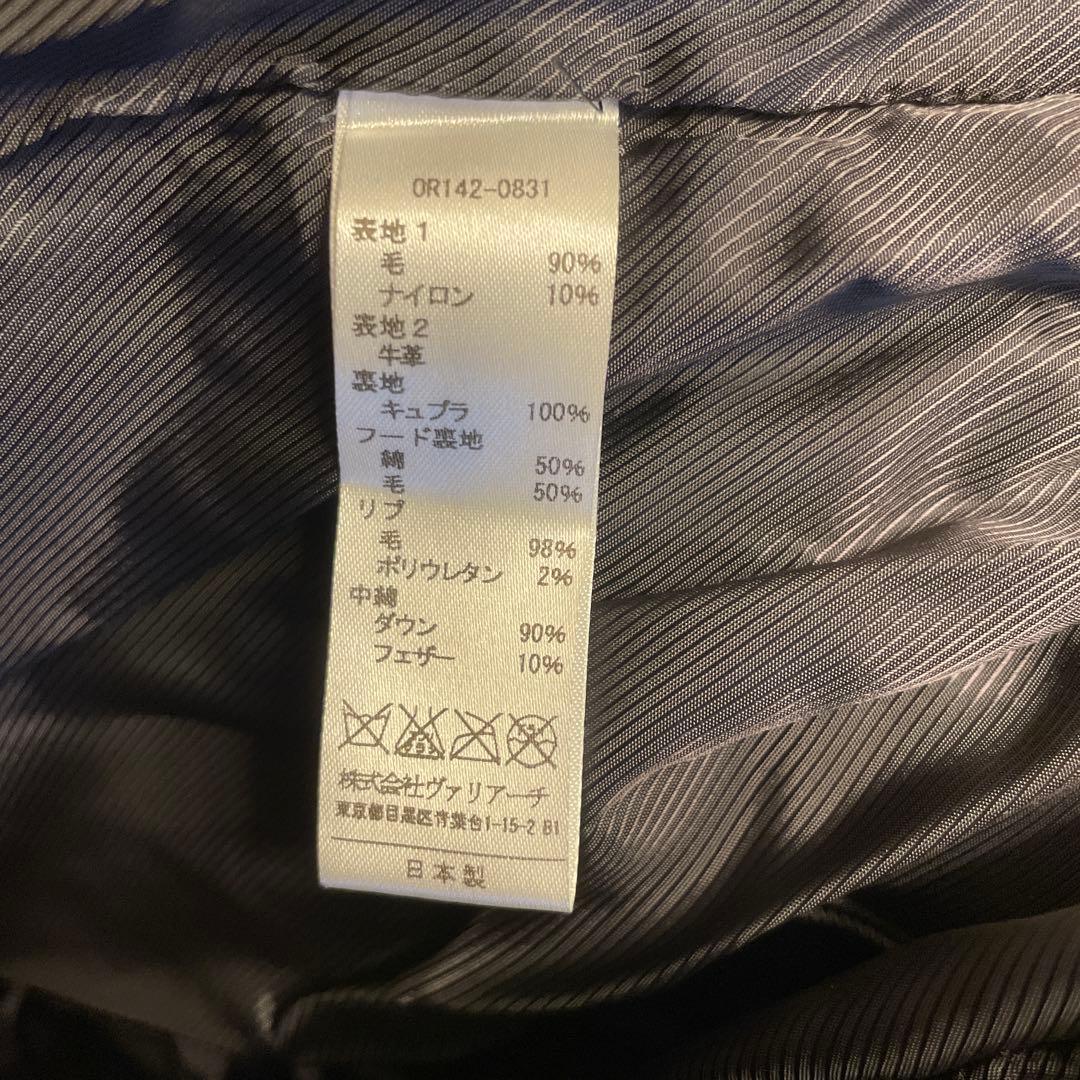 0R142-0831
表地1
毛 90%
ナイロン 10%
表地2
牛革
裏地
キュプラ 100%
フード裏地
綿 50%
毛 50%
リブ
毛 98%
ポリウレタン 2%
中綿
ダウン 90%
フェザー 10%
株式会社ヴァリアーチ
東京都目黒区青葉台1-15-2 B1
日本製